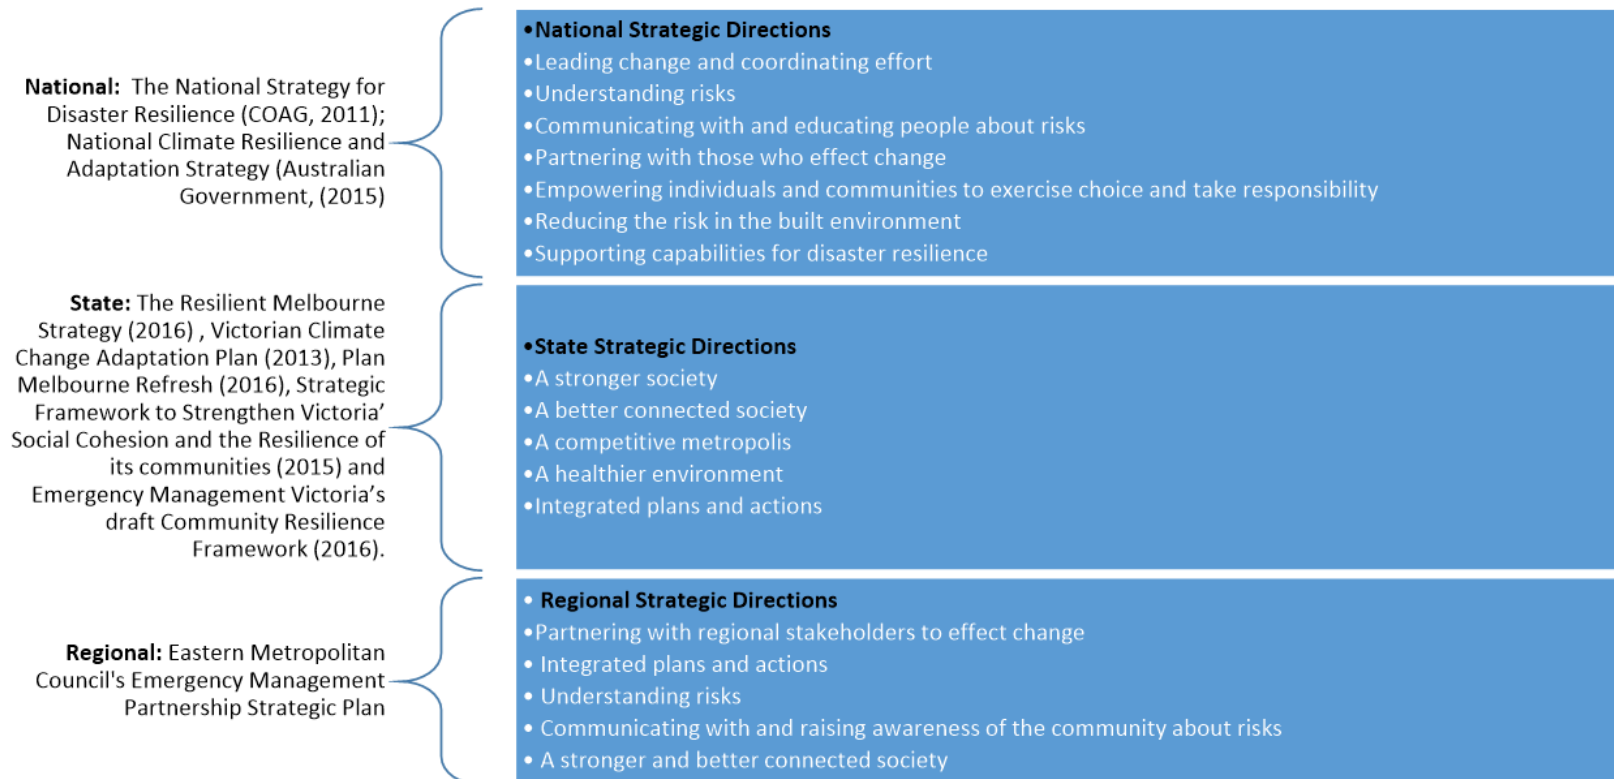 National:  The National Strategy for
Disaster Resilience (COAG, 2011);
National Climate Resilience and
Adaptation Strategy (Australian
Government, (2015)
•National Strategic Directions
•Leading change and coordinating effort
•Understanding risks
•Communicating with and educating people about risks
•Partnering with those who effect change
•Empowering individuals and communities to exercise choice and take responsibility
•Reducing the risk in the built environment
•Supporting capabilities for disaster resilience
State: The Resilient Melbourne
Strategy (2016) , Victorian Climate
Change Adaptation Plan (2013), Plan
Melbourne Refresh (2016), Strategic
Framework to Strengthen Victoria’
Social Cohesion and the Resilience of
its communities (2015) and
Emergency Management Victoria’s
draft Community Resilience
Framework (2016).
•State Strategic Directions
•A stronger society
•A better connected society
•A competitive metropolis
•A healthier environment
•Integrated plans and actions
Regional: Eastern Metropolitan
Council's Emergency Management
Partnership Strategic Plan
• Regional Strategic Directions
•Partnering with regional stakeholders to effect change
• Integrated plans and actions
• Understanding risks
• Communicating with and raising awareness of the community about risks
• A stronger and better connected society